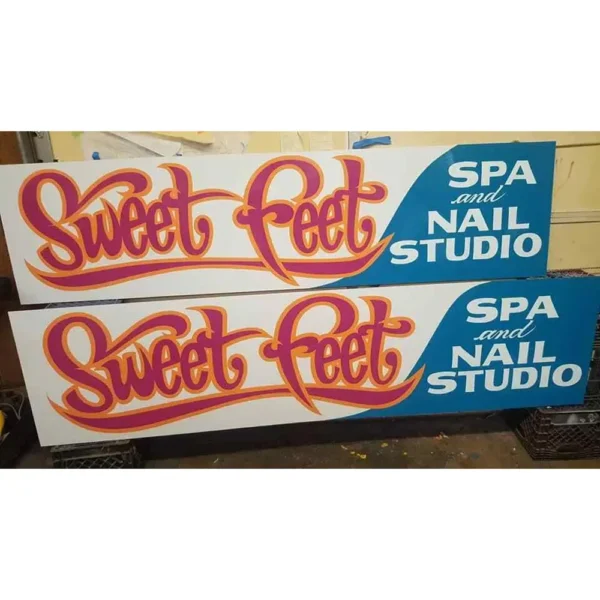 Sweet Feet
SPA
and
NAIL
STUDIO
Sweet Feet
SPA
and
NAIL
STUDIO